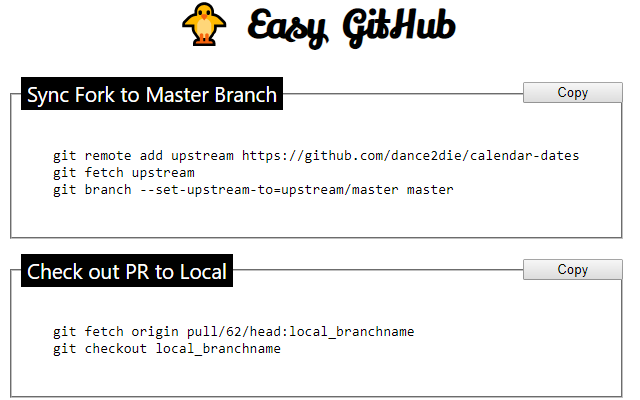 Easy GitHub
Sync Fork to Master Branch
Copy
git remote add upstream https://github.com/dance2die/calendar-dates
git fetch upstream
git branch --set-upstream-to=upstream/master master
Check out PR to Local
Copy
git fetch origin pull/62/head:local_branchname
git checkout local_branchname